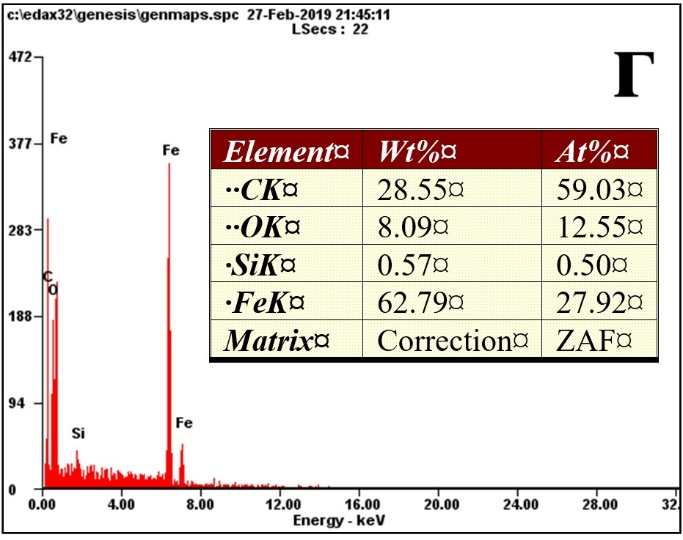 c:\edax32\genesis\genmaps.spc 27-Feb-2019 21:45:11
LSecs : 22
Г
472
377
283
188
94
0
Fe
C
O
Si
Fe
Fe
Element¤ Wt%¤ At%¤
··CK¤ 28.55¤ 59.03¤
··OK¤ 8.09¤ 12.55¤
·SiK¤ 0.57¤ 0.50¤
·FeK¤ 62.79¤ 27.92¤
Matrix¤ Correction¤ ZAF¤
0.00 4.00 8.00 12.00 16.00 20.00 24.00 28.00 32.
Energy - keV